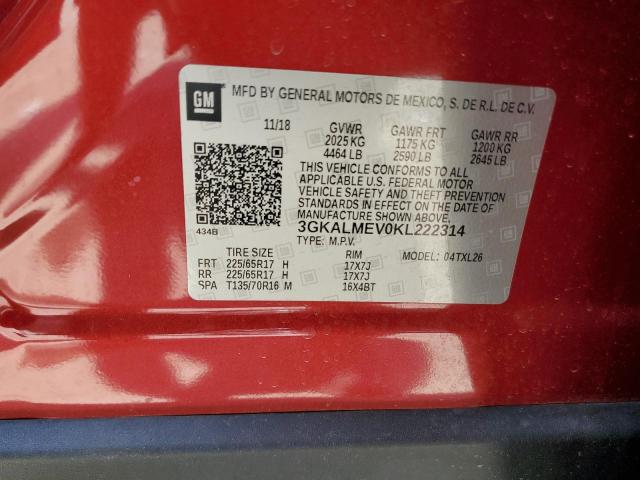 GM MFD BY GENERAL MOTORS DE MEXICO, S. DE R.L. DE C.V.
11/18 GVWR GAWR FRT GAWR RR
2025 KG 1175 KG 1200 KG
4464 LB 2590 LB 2645 LB
THIS VEHICLE CONFORMS TO ALL
APPLICABLE U.S. FEDERAL MOTOR
VEHICLE SAFETY AND THEFT PREVENTION
STANDARDS IN EFFECT ON THE DATE OF
MANUFACTURE SHOWN ABOVE.
434B 3GKALMEV0KL222314
TYPE: M.P.V.
TIRE SIZE RIM MODEL: 04TXL26
FRT 225/65R17 H 17X7J
RR 225/65R17 H 17X7J
SPA T135/70R16 M 16X4BT